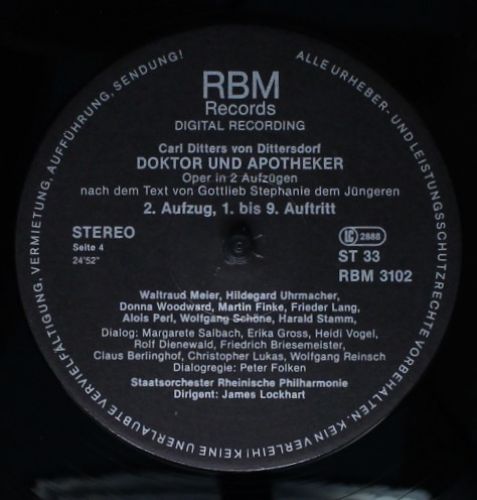 ALLE URHEBER- UND LEISTUNGSSCHUTZRECHTE VORBEHALTEN. KEIN VERLEIH! KEINE UNERLAUBTE VERVIELFÄLTIGUNG, VERMIETUNG, AUFFÜHRUNG, SENDUNG!
RBM
Records
DIGITAL RECORDING
Carl Ditters von Dittersdorf
DOKTOR UND APOTHEKER
Oper in 2 Aufzügen
nach dem Text von Gottlieb Stephanie dem Jüngeren
2. Aufzug, 1. bis 9. Auftritt
STEREO
Seite 4
24'52"
LC 2888
ST 33
RBM 3102
Waltraud Meier, Hildegard Uhrmacher,
Donna Woodward, Martin Finke, Frieder Lang,
Alois Perl, Wolfgang Schöne, Harald Stamm,
Dialog: Margarete Salbach, Erika Gross, Heidi Vogel,
Rolf Dienewald, Friedrich Briesemeister,
Claus Berlinghof, Christopher Lukas, Wolfgang Reinsch
Dialogregie: Peter Folken
Staatsorchester Rheinische Philharmonie
Dirigent: James Lockhart